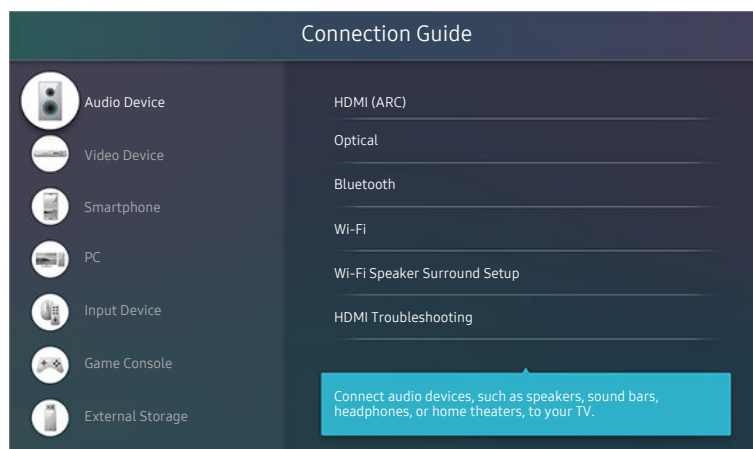 Connection Guide
Audio Device
Video Device
Smartphone
PC
Input Device
Game Console
External Storage
HDMI (ARC)
Optical
Bluetooth
Wi-Fi
Wi-Fi Speaker Surround Setup
HDMI Troubleshooting
Connect audio devices, such as speakers, sound bars,
headphones, or home theaters, to your TV.